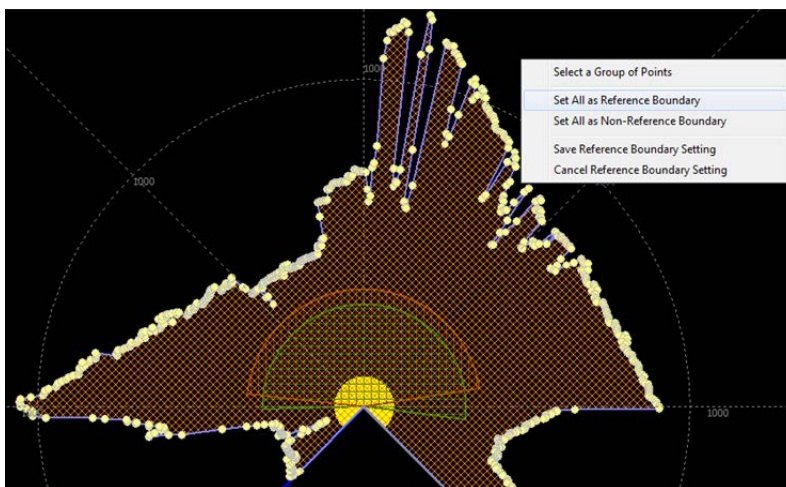 1000
Select a Group of Points
Set All as Reference Boundary
Set All as Non-Reference Boundary
Save Reference Boundary Setting
Cancel Reference Boundary Setting
1000
1000